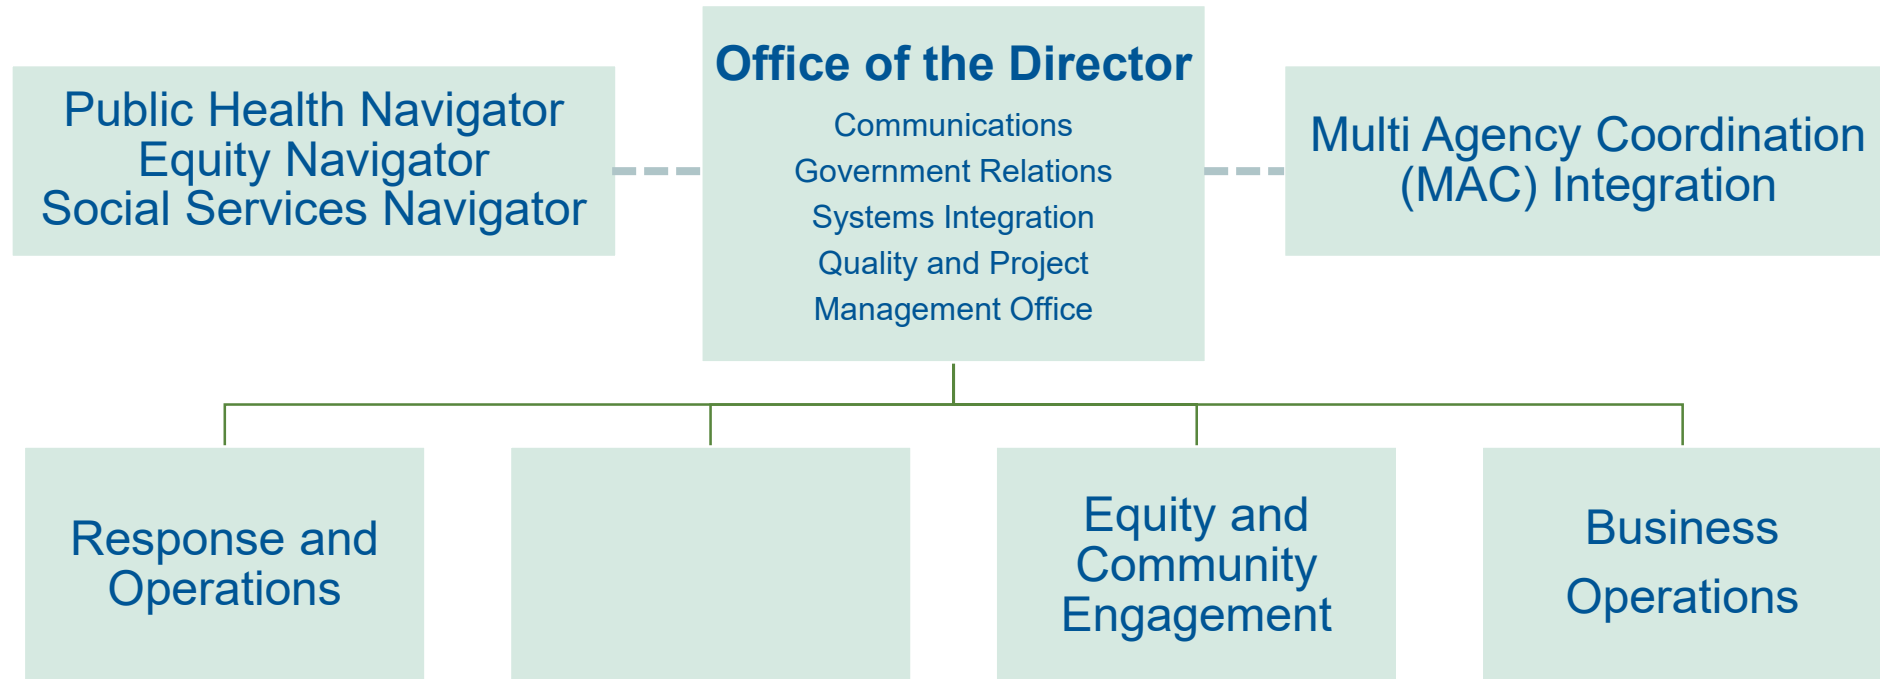 Public Health Navigator
Equity Navigator
Social Services Navigator
Office of the Director
Communications
Government Relations
Systems Integration
Quality and Project
Management Office
Multi Agency Coordination
(MAC) Integration
Response and
Operations
Equity and
Community
Engagement
Business
Operations